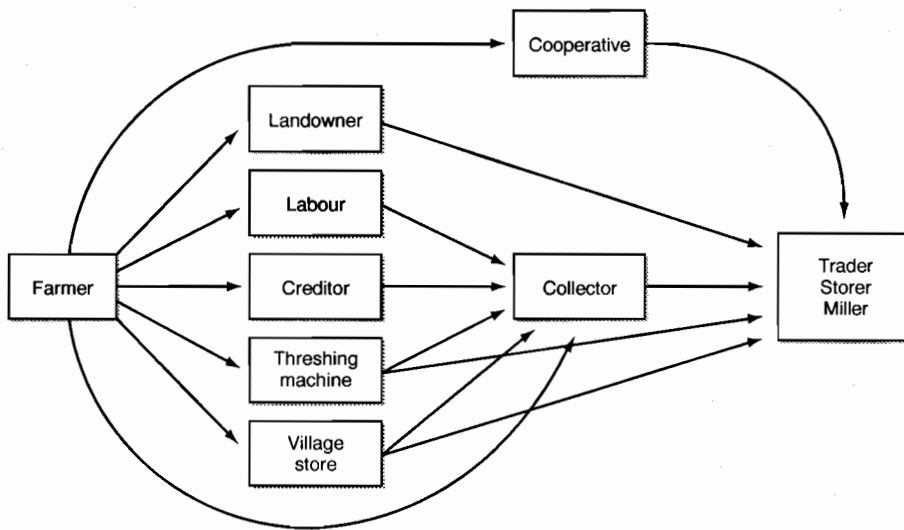 Cooperative
Landowner
Labour
Farmer
Creditor
Collector
Trader
Storer
Miller
Threshing
machine
Village
store